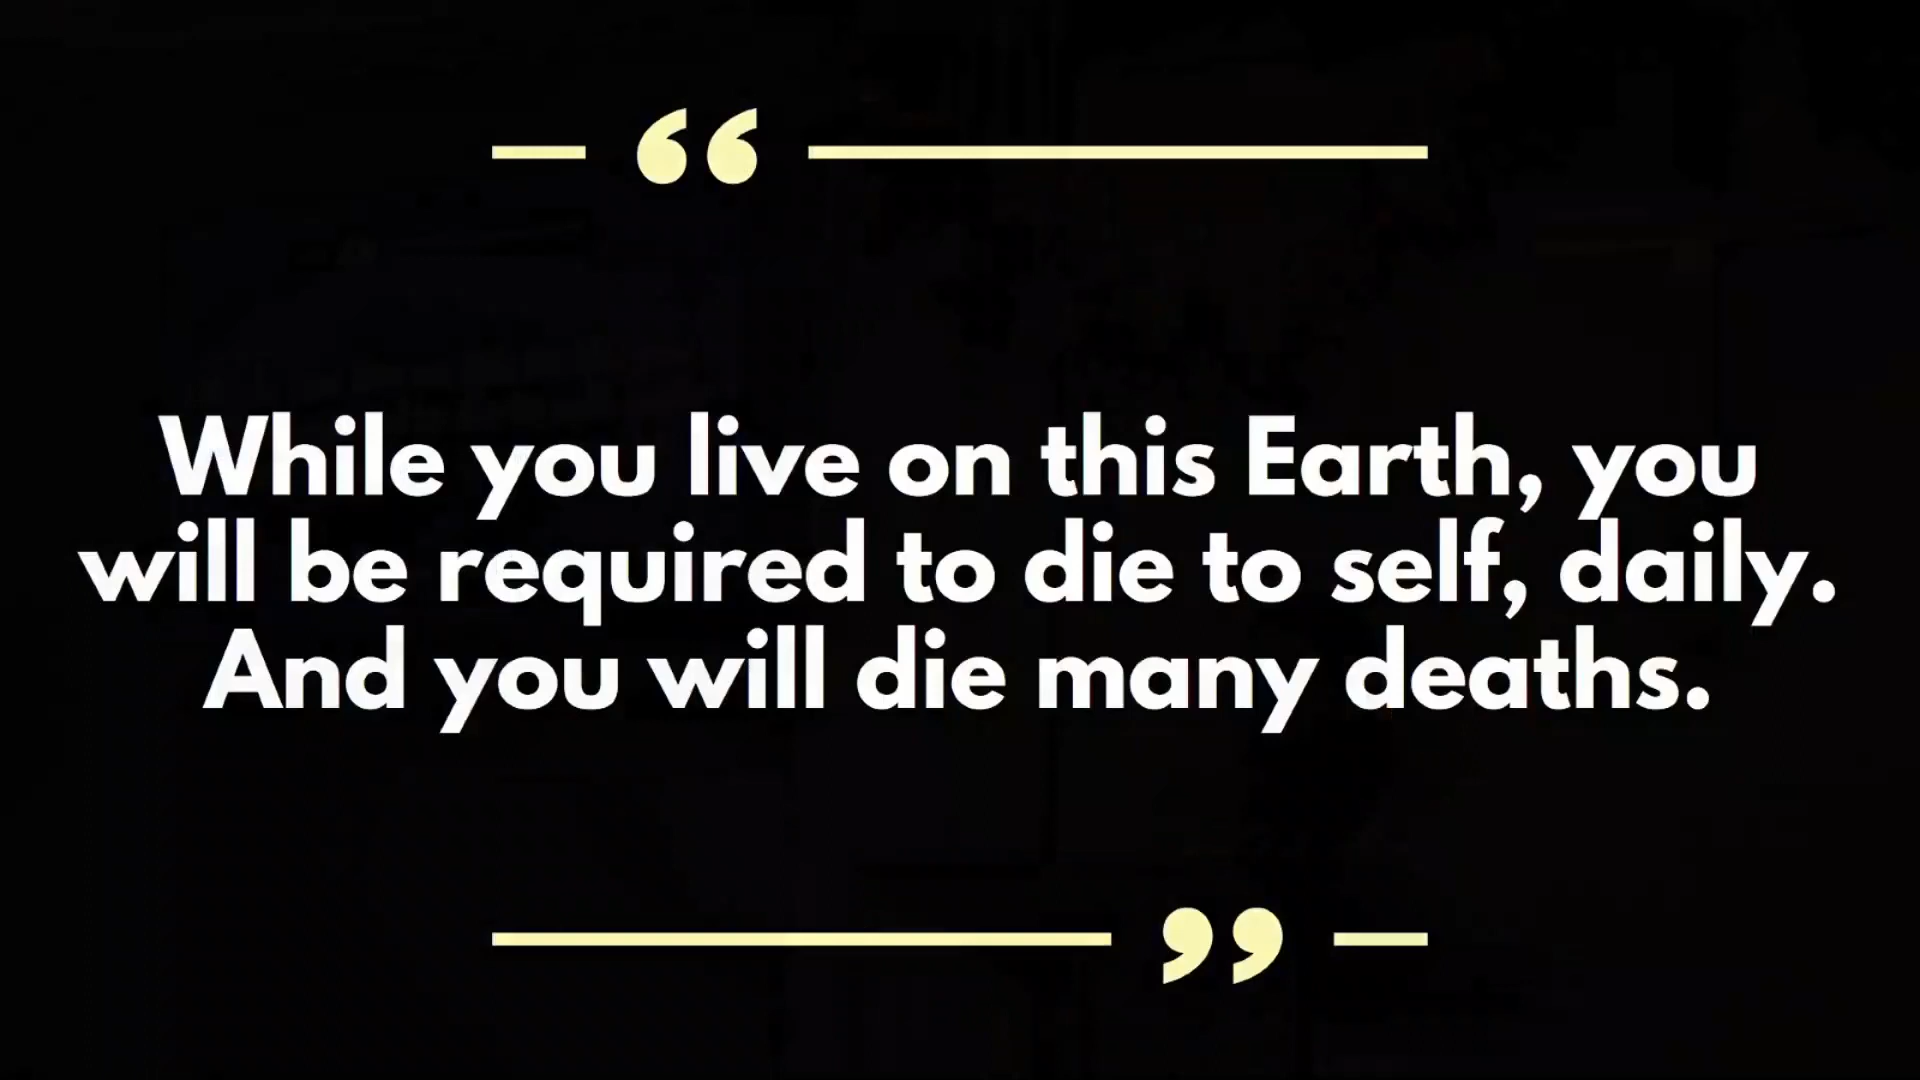 “
While you live on this Earth, you
will be required to die to self, daily.
And you will die many deaths.
”